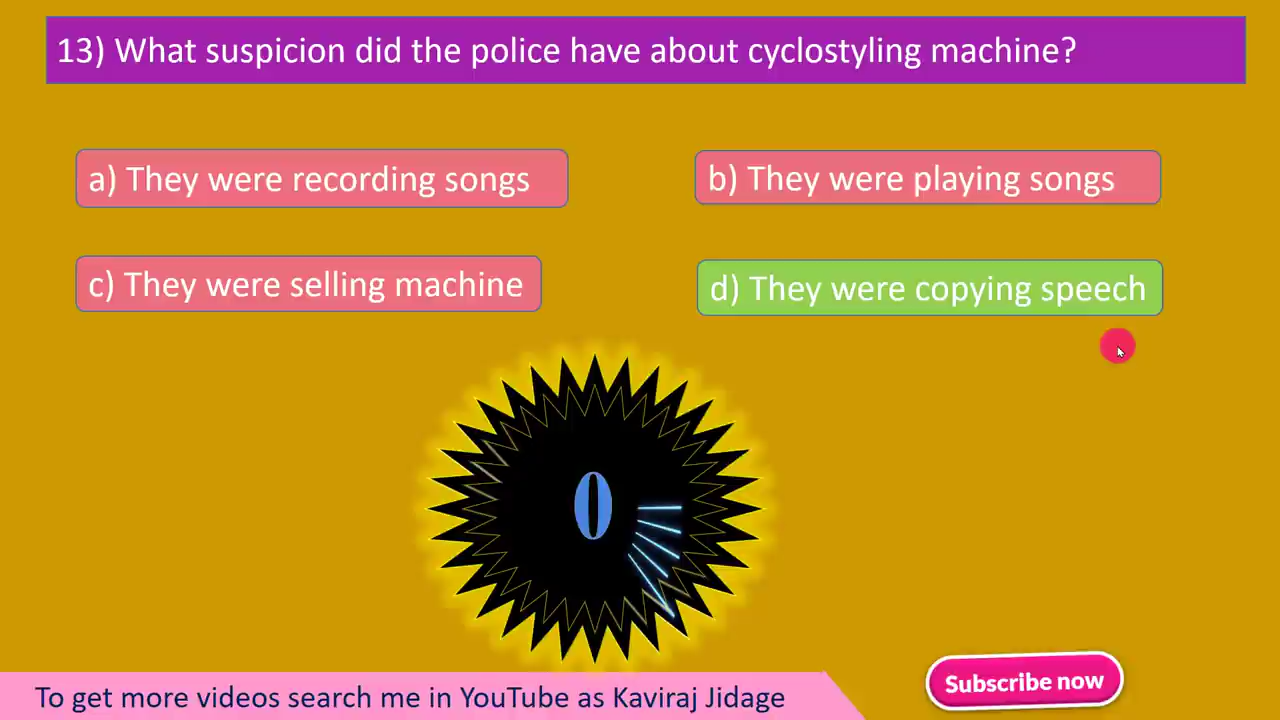 13) What suspicion did the police have about cyclostyling machine?
a) They were recording songs
b) They were playing songs
c) They were selling machine
d) They were copying speech
0
To get more videos search me in YouTube as Kaviraj Jidage
Subscribe now